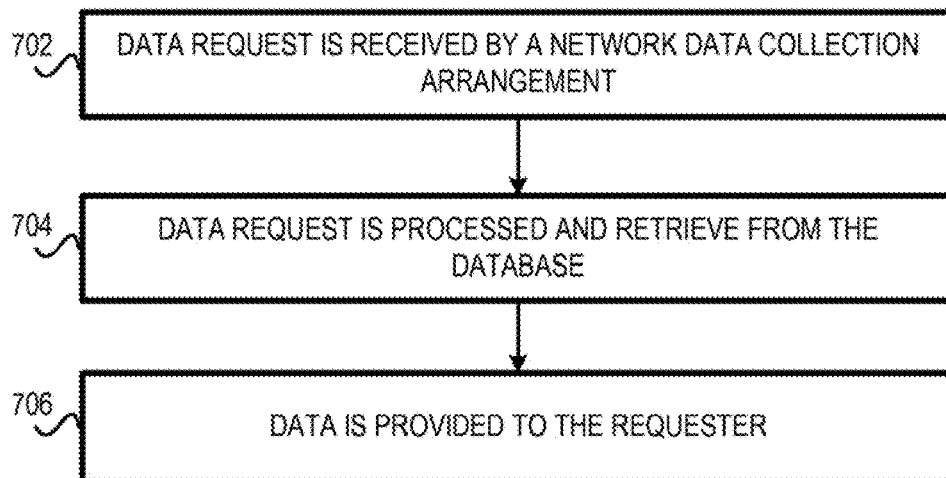 702
DATA REQUEST IS RECEIVED BY A NETWORK DATA COLLECTION
ARRANGEMENT
704
DATA REQUEST IS PROCESSED AND RETRIEVE FROM THE
DATABASE
706
DATA IS PROVIDED TO THE REQUESTER